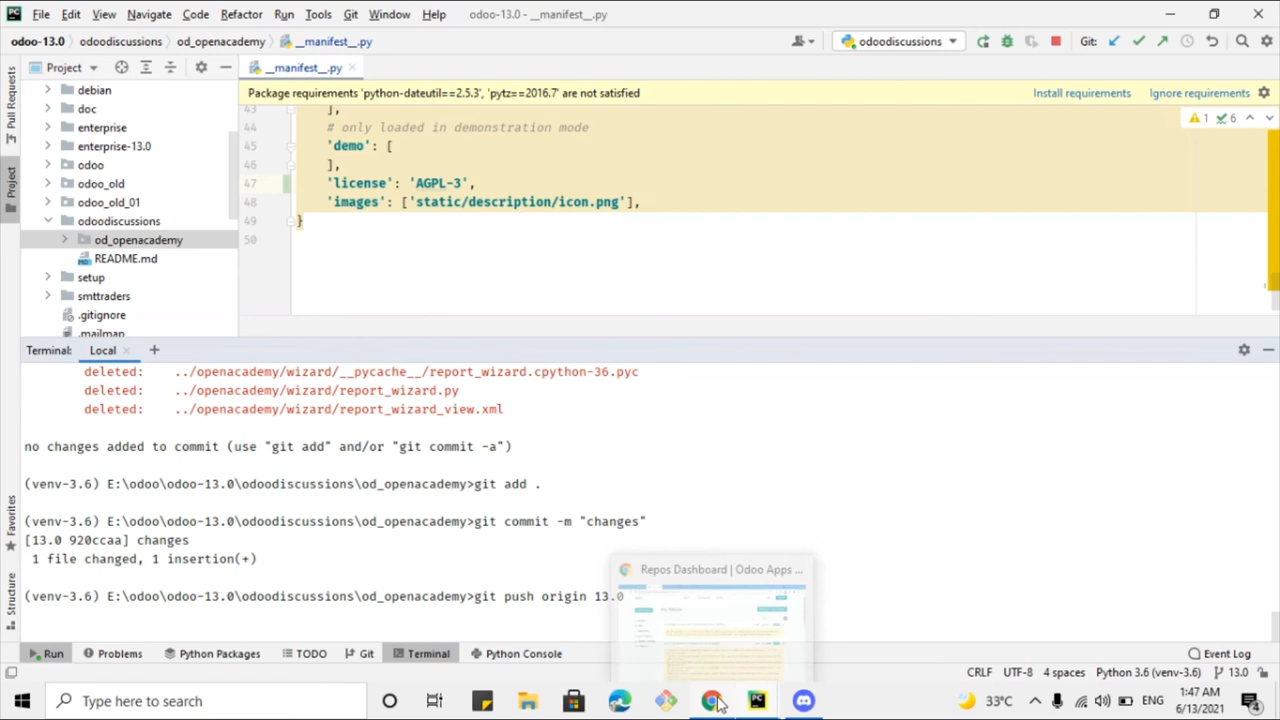 File Edit View Navigate Code Refactor Run Tools Git Window Help odoo-13.0 - __manifest__.py
odoo-13.0 odoodiscussions od_openacademy __manifest__.py odoodiscussions Git:
Project __manifest__.py
Pull Requests
Project
Package requirements 'python-dateutil==2.5.3', 'pytz==2016.7' are not satisfied Install requirements Ignore requirements
debian
doc
enterprise
enterprise-13.0
odoo
odoo_old
odoo_old_01
odoodiscussions
od_openacademy
README.md
setup
smttraders
.gitignore
.mailmap
43 ],
44 # only loaded in demonstration mode
45 'demo': [
46 ],
47 'license': 'AGPL-3',
48 'images': ['static/description/icon.png'],
49 }
50
1 6
Terminal: Local
deleted: ../openacademy/wizard/__pycache__/report_wizard.cpython-36.pyc
deleted: ../openacademy/wizard/report_wizard.py
deleted: ../openacademy/wizard/report_wizard_view.xml
no changes added to commit (use "git add" and/or "git commit -a")
(venv-3.6) E:\odoo\odoo-13.0\odoodiscussions\od_openacademy>git add .
(venv-3.6) E:\odoo\odoo-13.0\odoodiscussions\od_openacademy>git commit -m "changes"
[13.0 920ccaa] changes
1 file changed, 1 insertion(+)
Repos Dashboard | Odoo Apps ...
(venv-3.6) E:\odoo\odoo-13.0\odoodiscussions\od_openacademy>git push origin 13.0
Favorites
Structure
Run Problems Python Packages TODO Git Terminal Python Console Event Log
CRLF UTF-8 4 spaces Python 3.6 (venv-3.6) 13.0
Type here to search 33°C ENG 1:47 AM
6/13/2021
4